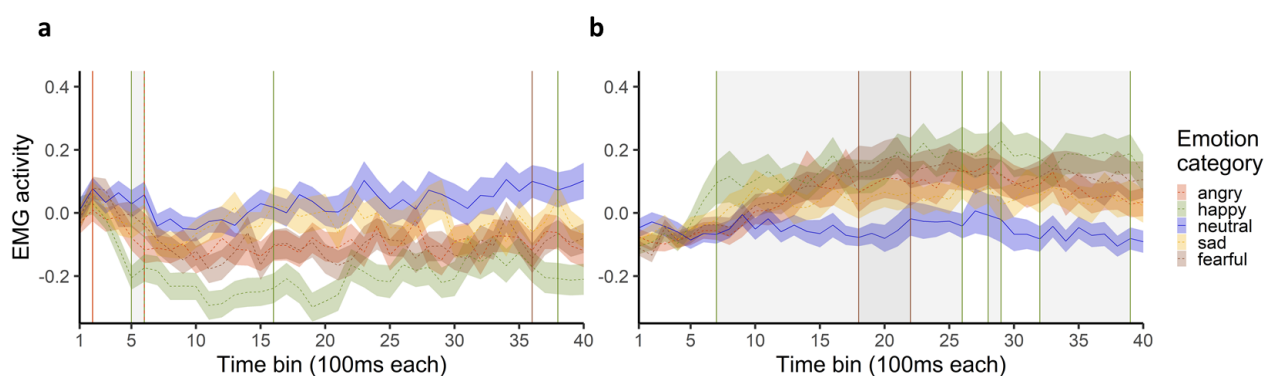 a
b
0.4
0.2
0.0
-0.2
EMG activity
1 5 10 15 20 25 30 35 40
Time bin (100ms each)
0.4
0.2
0.0
-0.2
1 5 10 15 20 25 30 35 40
Time bin (100ms each)
Emotion
category
angry
happy
neutral
sad
fearful